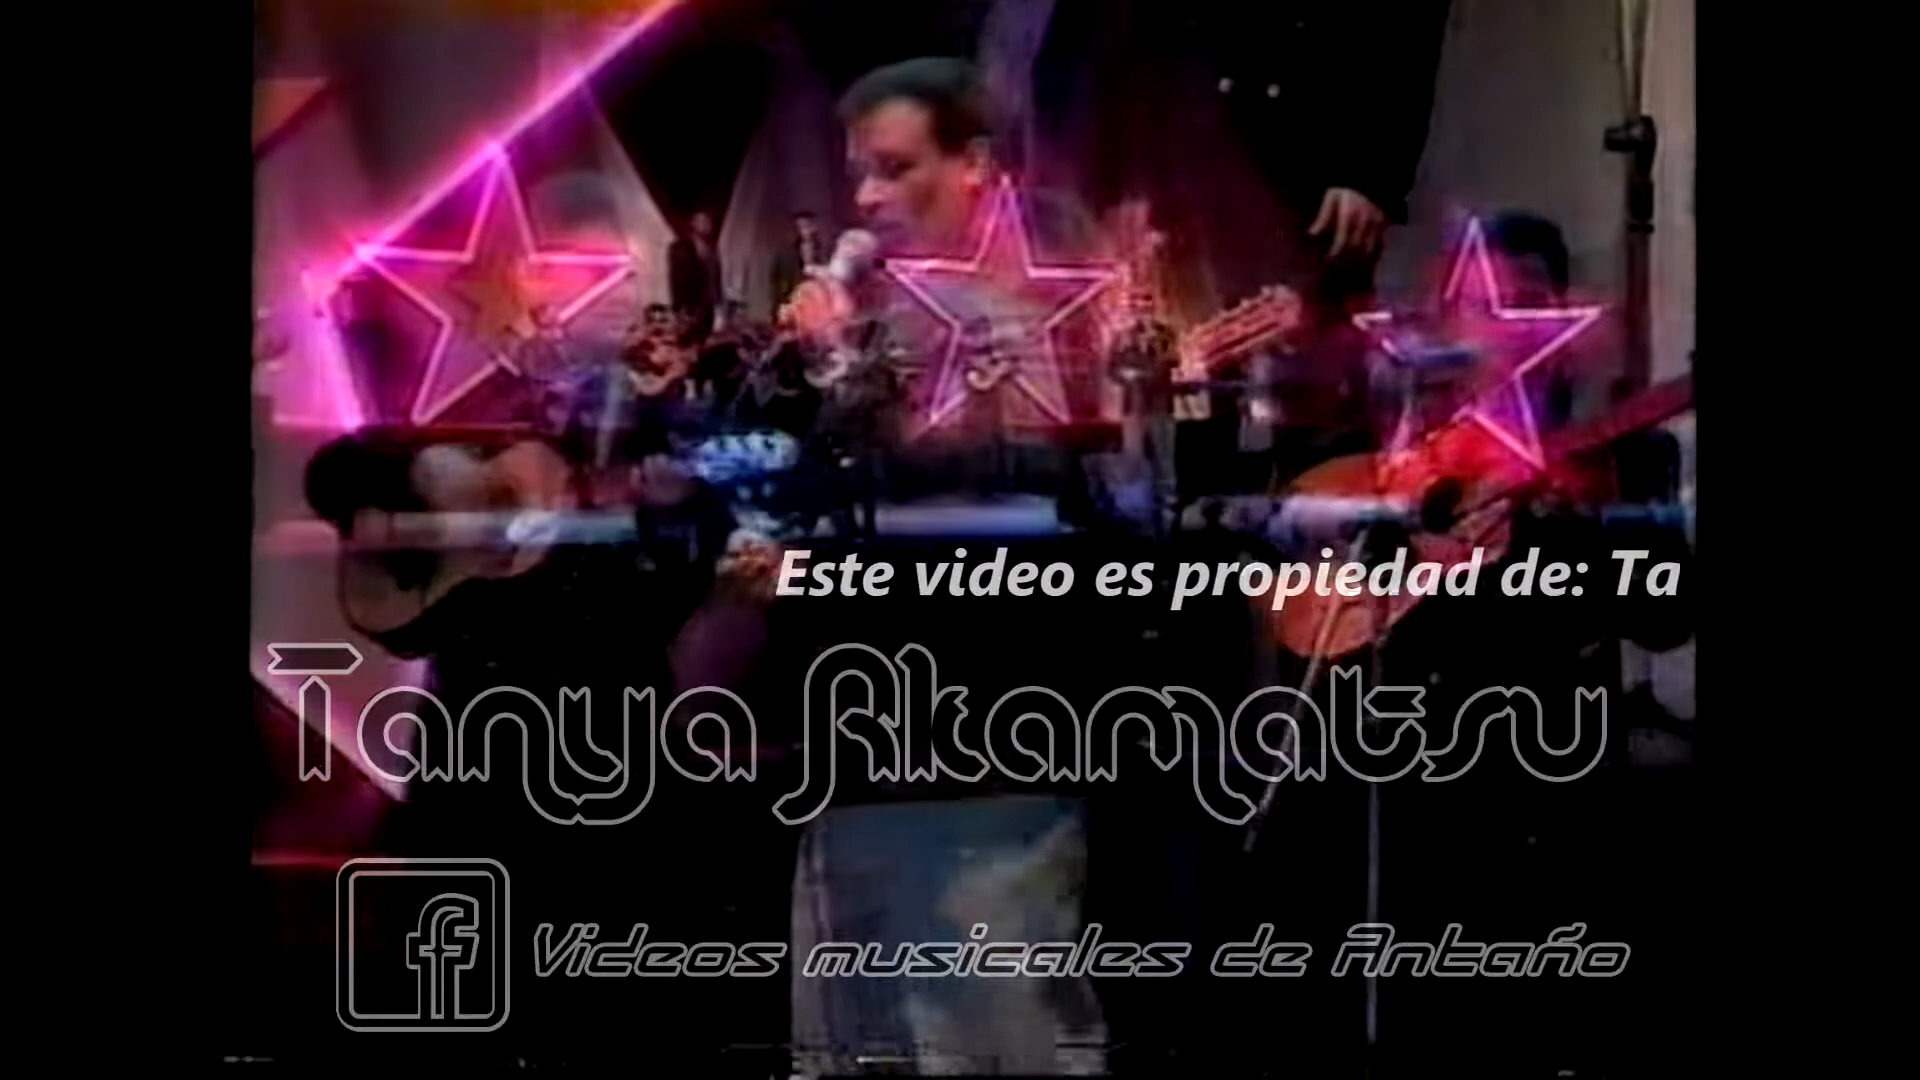 Este video es propiedad de: Ta
Tanya Akamatsu
Videos musicales de Antaño